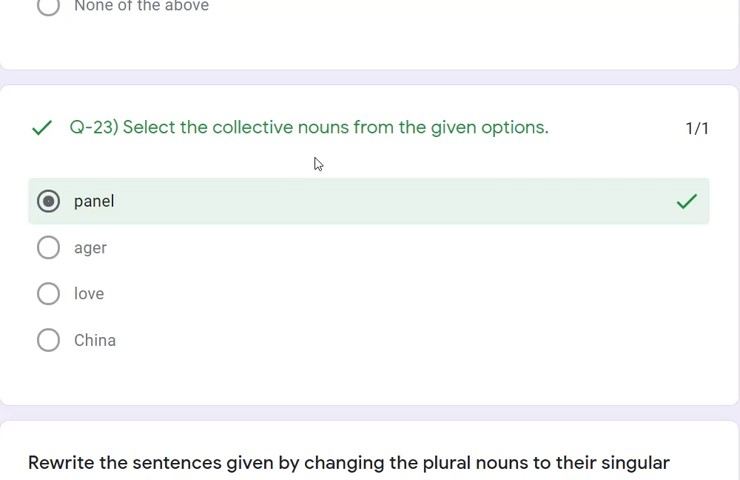 None of the above
Q-23) Select the collective nouns from the given options.
1/1
panel
ager
love
China
Rewrite the sentences given by changing the plural nouns to their singular